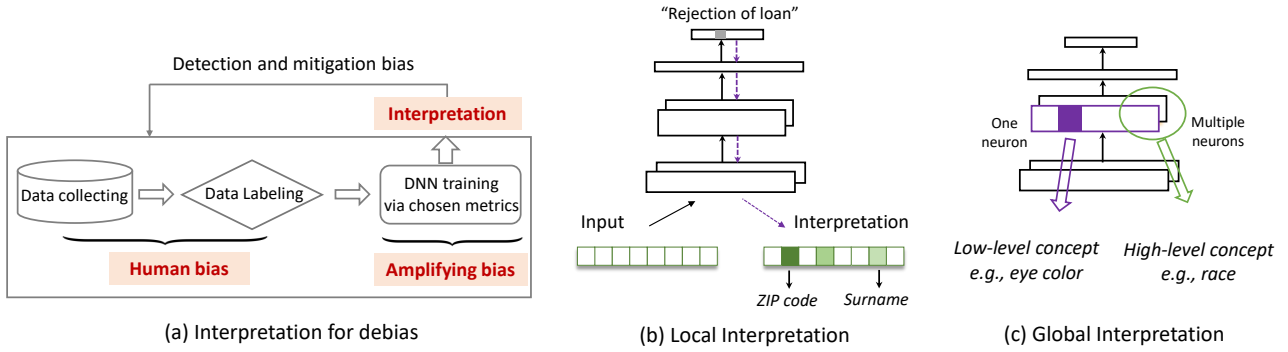 Detection and mitigation bias
Interpretation
Data collecting
Data Labeling
DNN training
via chosen metrics
Human bias
Amplifying bias
(a) Interpretation for debias
“Rejection of loan”
Input
Interpretation
ZIP code
Surname
(b) Local Interpretation
One
neuron
Multiple
neurons
Low-level concept
e.g., eye color
High-level concept
e.g., race
(c) Global Interpretation